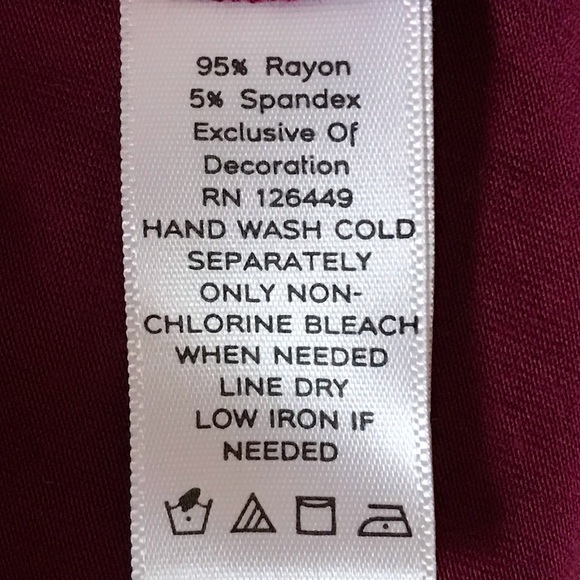 95% Rayon
5% Spandex
Exclusive Of
Decoration
RN 126449
HAND WASH COLD
SEPARATELY
ONLY NON-
CHLORINE BLEACH
WHEN NEEDED
LINE DRY
LOW IRON IF
NEEDED